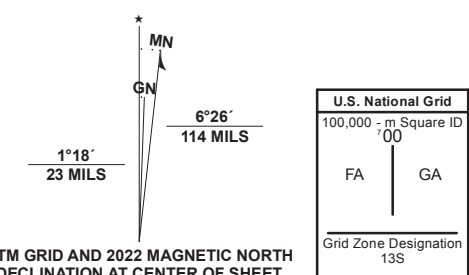 ★
MN
GN
6°26´
114 MILS
1°18´
23 MILS
TM GRID AND 2022 MAGNETIC NORTH
DECLINATION AT CENTER OF SHEET
U.S. National Grid
100,000 - m Square ID
⁷00
FA GA
Grid Zone Designation
13S